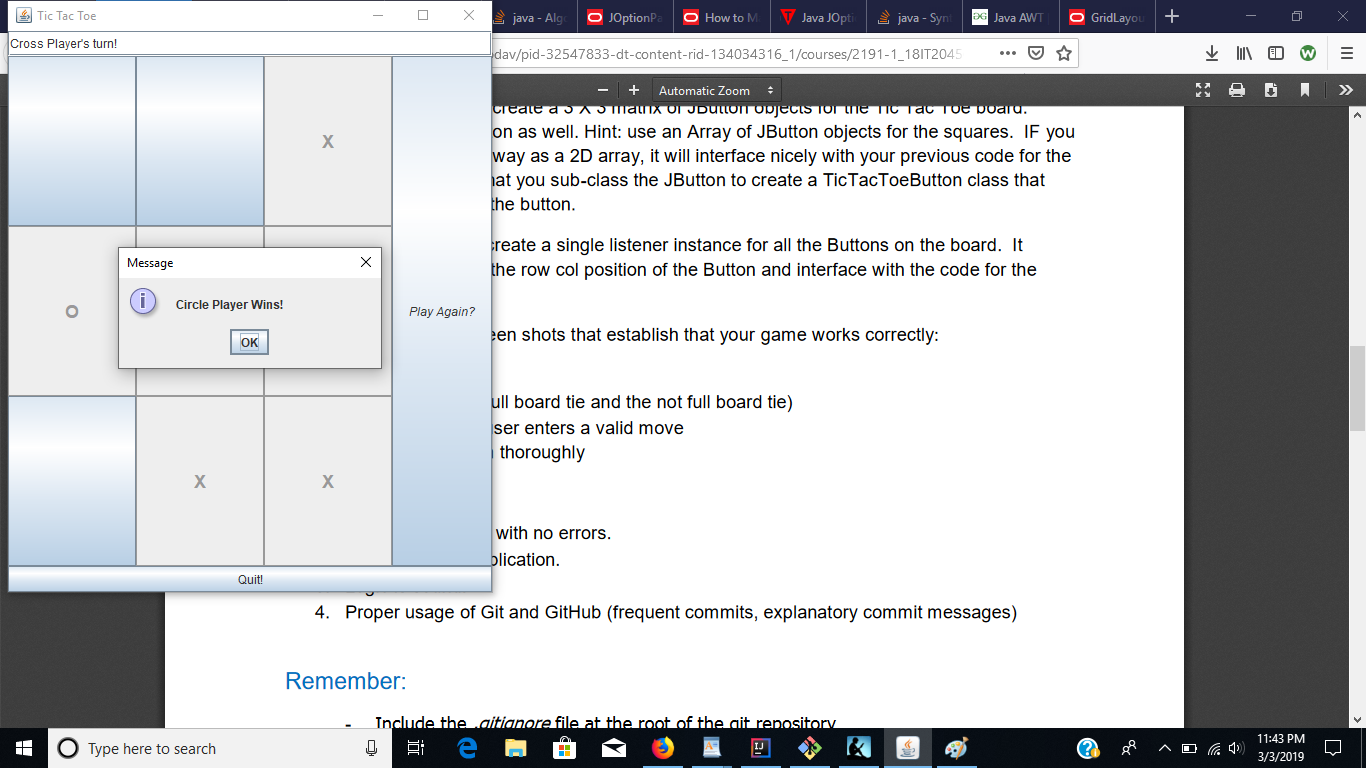 Tic Tac Toe
java - Algo
JOptionPa
How to M
Java JOpti
java - Syn
Java AWT
GridLayou
Cross Player's turn!
dav/pid-32547833-dt-content-rid-134034316_1/courses/2191-1_18IT2045
Automatic Zoom
create a 3 X 3 matrix of JButton objects for the Tic Tac Toe board.
on as well. Hint: use an Array of JButton objects for the squares. IF you
way as a 2D array, it will interface nicely with your previous code for the
hat you sub-class the JButton to create a TicTacToeButton class that
the button.
X
create a single listener instance for all the Buttons on the board. It
the row col position of the Button and interface with the code for the
Message
Circle Player Wins!
OK
O
Play Again?
een shots that establish that your game works correctly:
ull board tie and the not full board tie)
ser enters a valid move
thoroughly
X
X
with no errors.
plication.
Quit!
4. Proper usage of Git and GitHub (frequent commits, explanatory commit messages)
Remember:
- Include the .gitignore file at the root of the git repository
Type here to search
11:43 PM
3/3/2019